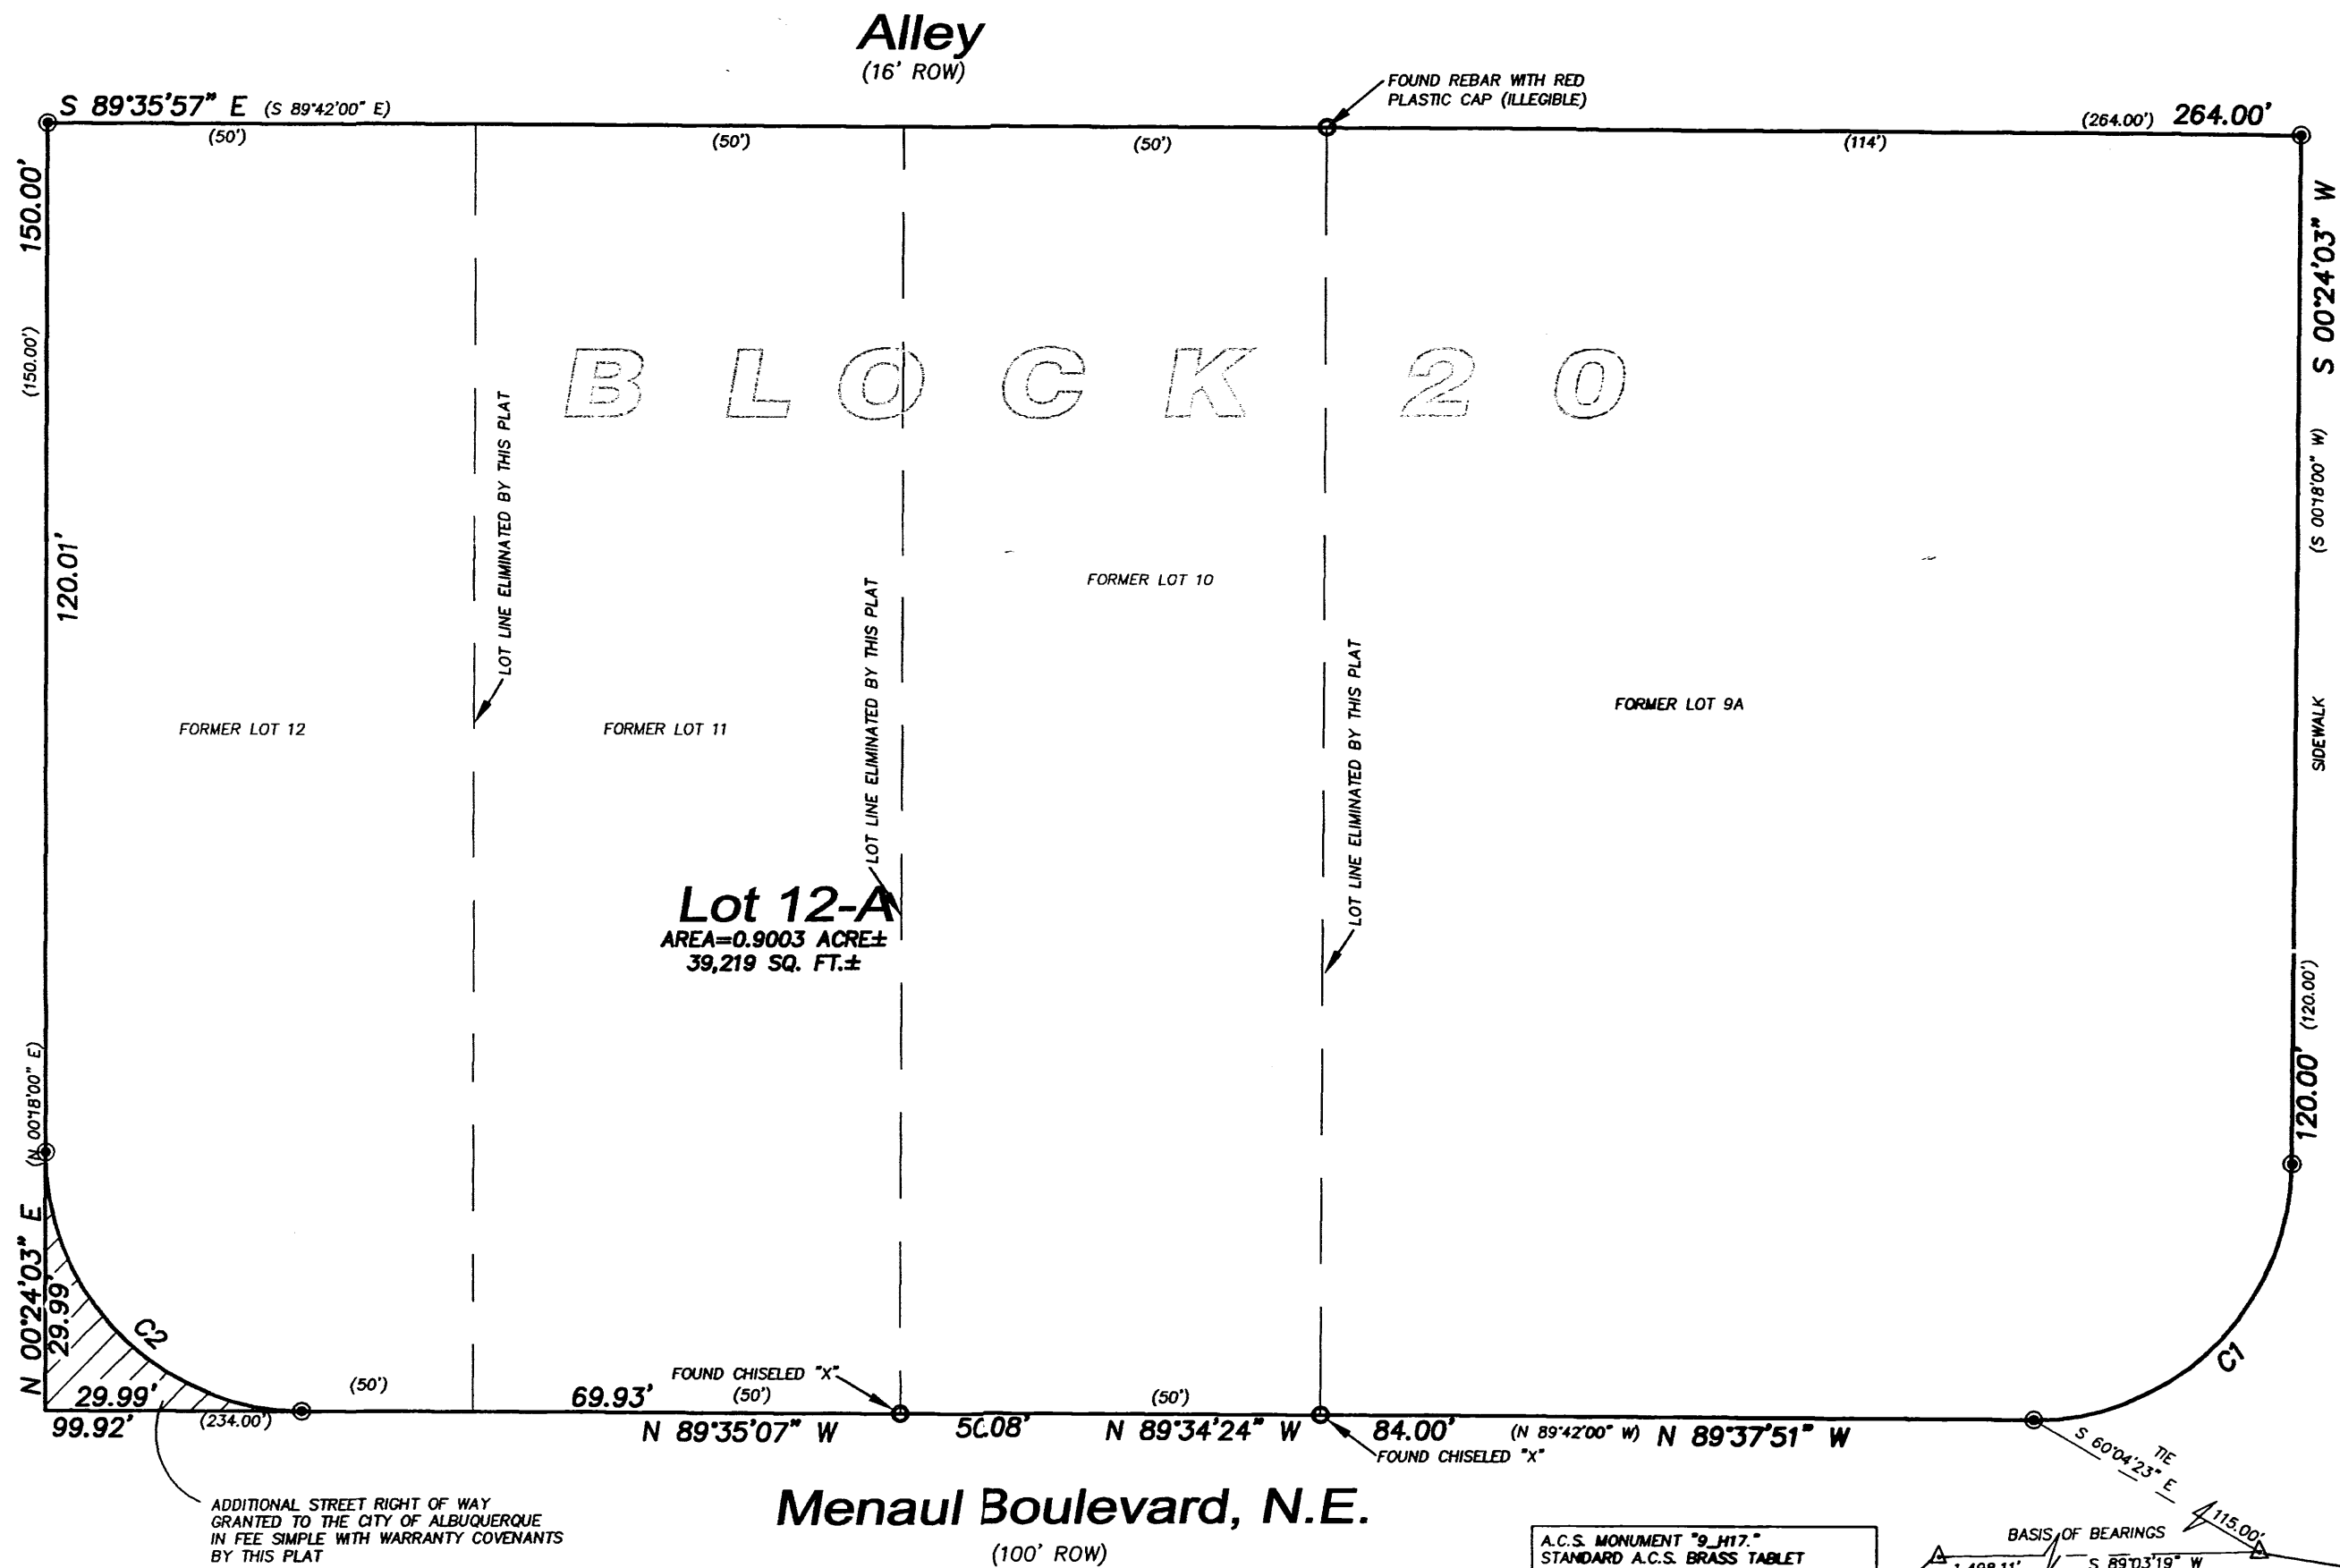 Alley
(16' ROW)
FOUND REBAR WITH RED
PLASTIC CAP (ILLEGIBLE)
S 89°35'57" E (S 89°42'00" E)
(264.00') 264.00'
(50')
(50')
(50')
(114')
150.00'
(150.00')
120.01'
(N 00°18'00" E)
N 00°24'03" E
29.99'
S 00°24'03" W
(S 00°18'00" W)
SIDEWALK
(120.00')
120.00'
BLOCK 20
LOT LINE ELIMINATED BY THIS PLAT
LOT LINE ELIMINATED BY THIS PLAT
LOT LINE ELIMINATED BY THIS PLAT
FORMER LOT 12
FORMER LOT 11
FORMER LOT 10
FORMER LOT 9A
Lot 12-A
AREA=0.9003 ACRE±
39,219 SQ. FT.±
C2
C1
29.99'
99.92'
(234.00')
(50')
69.93'
FOUND CHISELED "X"
(50')
N 89°35'07" W
50.08'
(50')
N 89°34'24" W
84.00'
FOUND CHISELED "X"
(N 89°42'00" W) N 89°37'51" W
TIE
S 60°04'23" E
115.00'
ADDITIONAL STREET RIGHT OF WAY
GRANTED TO THE CITY OF ALBUQUERQUE
IN FEE SIMPLE WITH WARRANTY COVENANTS
BY THIS PLAT
Menaul Boulevard, N.E.
(100' ROW)
A.C.S. MONUMENT "9_H17."
STANDARD A.C.S. BRASS TABLET
BASIS OF BEARINGS
S 89°03'19" W